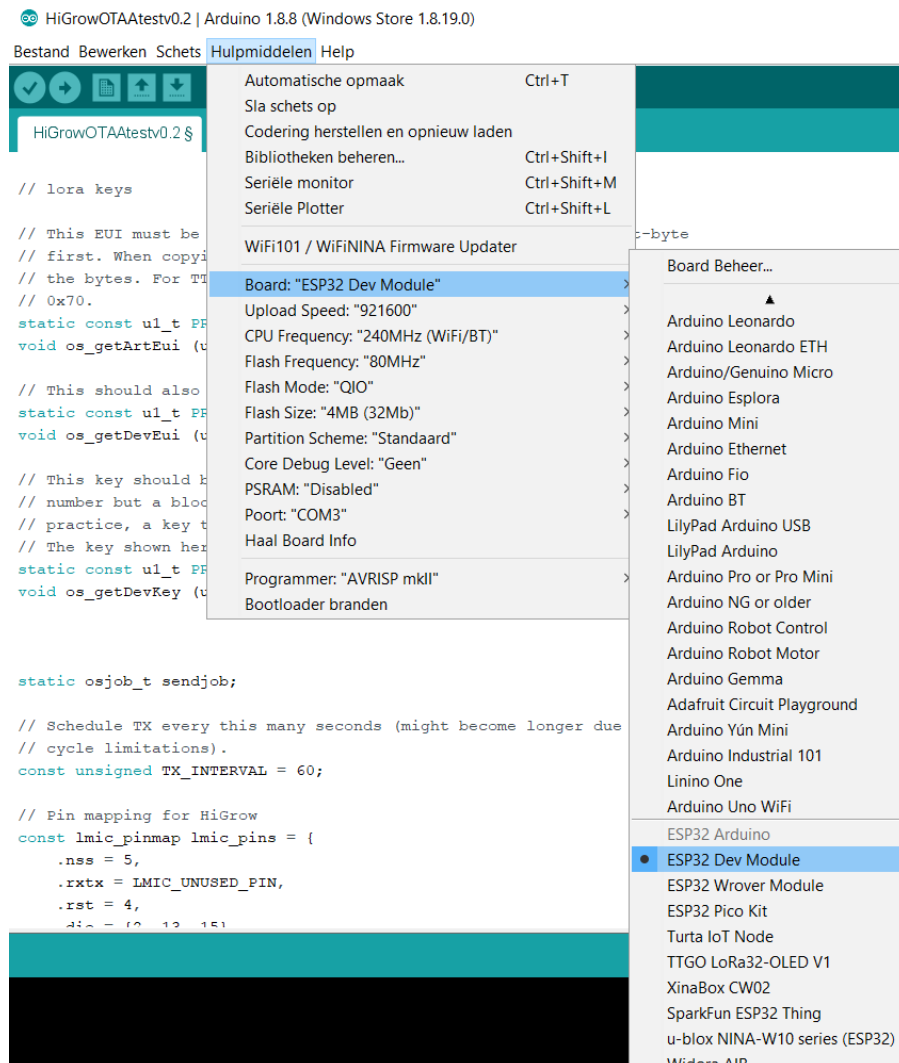 HiGrowOTAAtestv0.2 | Arduino 1.8.8 (Windows Store 1.8.19.0)
Bestand Bewerken Schets Hulpmiddelen Help
HiGrowOTAAtestv0.2 §
Automatische opmaak Ctrl+T
Sla schets op
Codering herstellen en opnieuw laden
Bibliotheken beheren... Ctrl+Shift+I
Seriële monitor Ctrl+Shift+M
Seriële Plotter Ctrl+Shift+L
WiFi101 / WiFiNINA Firmware Updater
Board: "ESP32 Dev Module"
Upload Speed: "921600"
CPU Frequency: "240MHz (WiFi/BT)"
Flash Frequency: "80MHz"
Flash Mode: "QIO"
Flash Size: "4MB (32Mb)"
Partition Scheme: "Standaard"
Core Debug Level: "Geen"
PSRAM: "Disabled"
Poort: "COM3"
Haal Board Info
Programmer: "AVRISP mkII"
Bootloader branden
Board Beheer...
Arduino Leonardo
Arduino Leonardo ETH
Arduino/Genuino Micro
Arduino Esplora
Arduino Mini
Arduino Ethernet
Arduino Fio
Arduino BT
LilyPad Arduino USB
LilyPad Arduino
Arduino Pro or Pro Mini
Arduino NG or older
Arduino Robot Control
Arduino Robot Motor
Arduino Gemma
Adafruit Circuit Playground
Arduino Yún Mini
Arduino Industrial 101
Linino One
Arduino Uno WiFi
ESP32 Arduino
ESP32 Dev Module
ESP32 Wrover Module
ESP32 Pico Kit
Turta IoT Node
TTGO LoRa32-OLED V1
XinaBox CW02
SparkFun ESP32 Thing
u-blox NINA-W10 series (ESP32)
// lora keys
// This EUI must be t-byte
// first. When copyi
// the bytes. For TT
// 0x70.
static const u1_t PR
void os_getArtEui (u
// This should also
static const u1_t PR
void os_getDevEui (u
// This key should b
// number but a bloc
// practice, a key t
// The key shown her
static const u1_t PR
void os_getDevKey (u
static osjob_t sendjob;
// Schedule TX every this many seconds (might become longer due
// cycle limitations).
const unsigned TX_INTERVAL = 60;
// Pin mapping for HiGrow
const lmic_pinmap lmic_pins = {
.nss = 5,
.rxtx = LMIC_UNUSED_PIN,
.rst = 4,